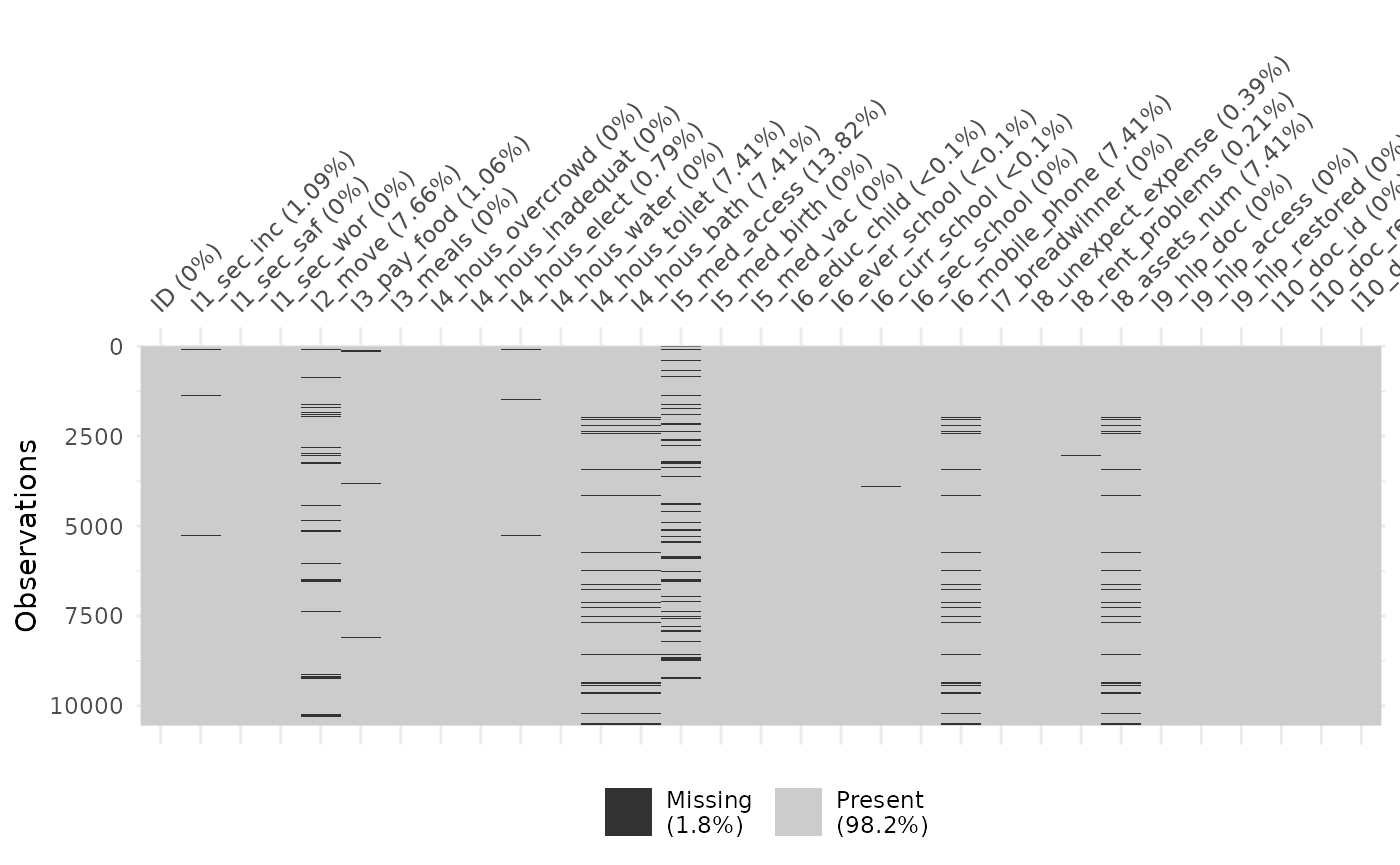 ID (0%)
I1_sec_inc (1.09%)
I1_sec_saf (0%)
I1_sec_wor (0%)
I2_move (7.66%)
I3_pay_food (1.06%)
I3_meals (0%)
I4_hous_overcrowd (0%)
I4_hous_inadequat (0%)
I4_hous_elect (0.79%)
I4_hous_water (0%)
I4_hous_toilet (7.41%)
I4_hous_bath (7.41%)
I5_med_access (13.82%)
I5_med_birth (0%)
I5_med_vac (0%)
I6_educ_child (<0.1%)
I6_ever_school (<0.1%)
I6_curr_school (<0.1%)
I6_sec_school (0%)
I6_mobile_phone (7.41%)
I7_breadwinner (0%)
I8_unexpect_expense (0.39%)
I8_rent_problems (0.21%)
I8_assets_num (7.41%)
I9_hlp_doc (0%)
I9_hlp_access (0%)
I9_hlp_restored (0%
I10_doc_id (0%
I10_doc_re
I10_d
0
2500
5000
7500
10000
Observations
Missing
(1.8%)
Present
(98.2%)